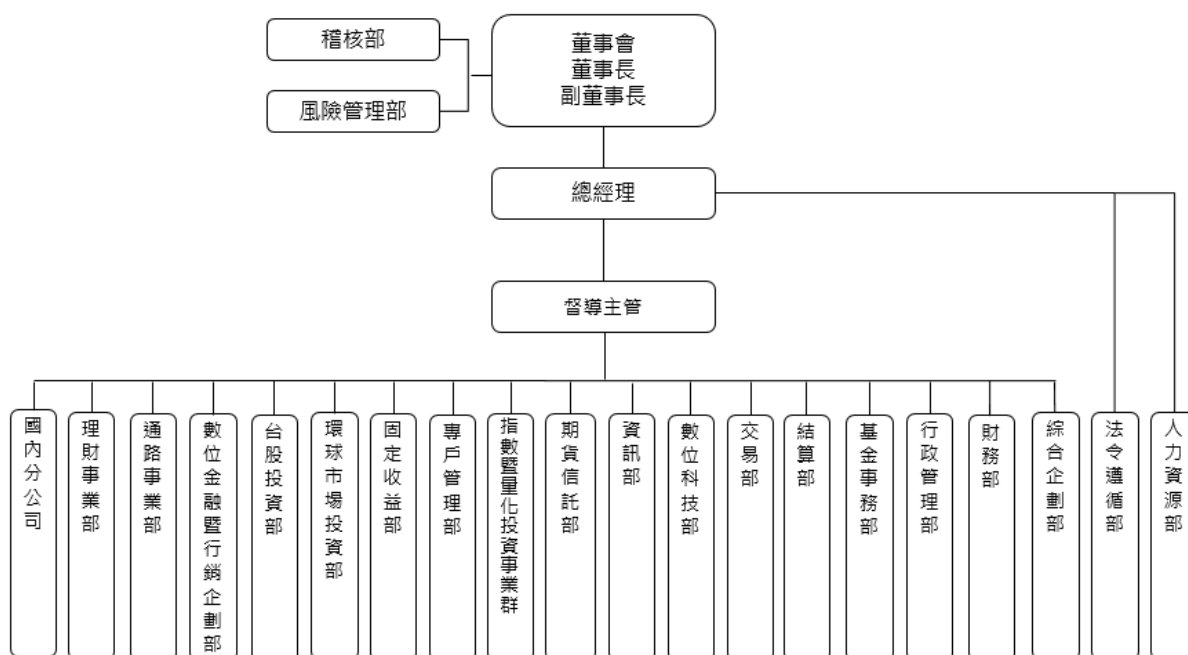 稽核部
風險管理部
董事會
董事長
副董事長
總經理
督導主管
國內分公司
理財事業部
通路事業部
數位金融暨行銷企劃部
台股投資部
環球市場投資部
固定收益部
專戶管理部
指數暨量化投資事業群
期貨信託部
資訊部
數位科技部
交易部
結算部
基金事務部
行政管理部
財務部
綜合企劃部
法令遵循部
人力資源部